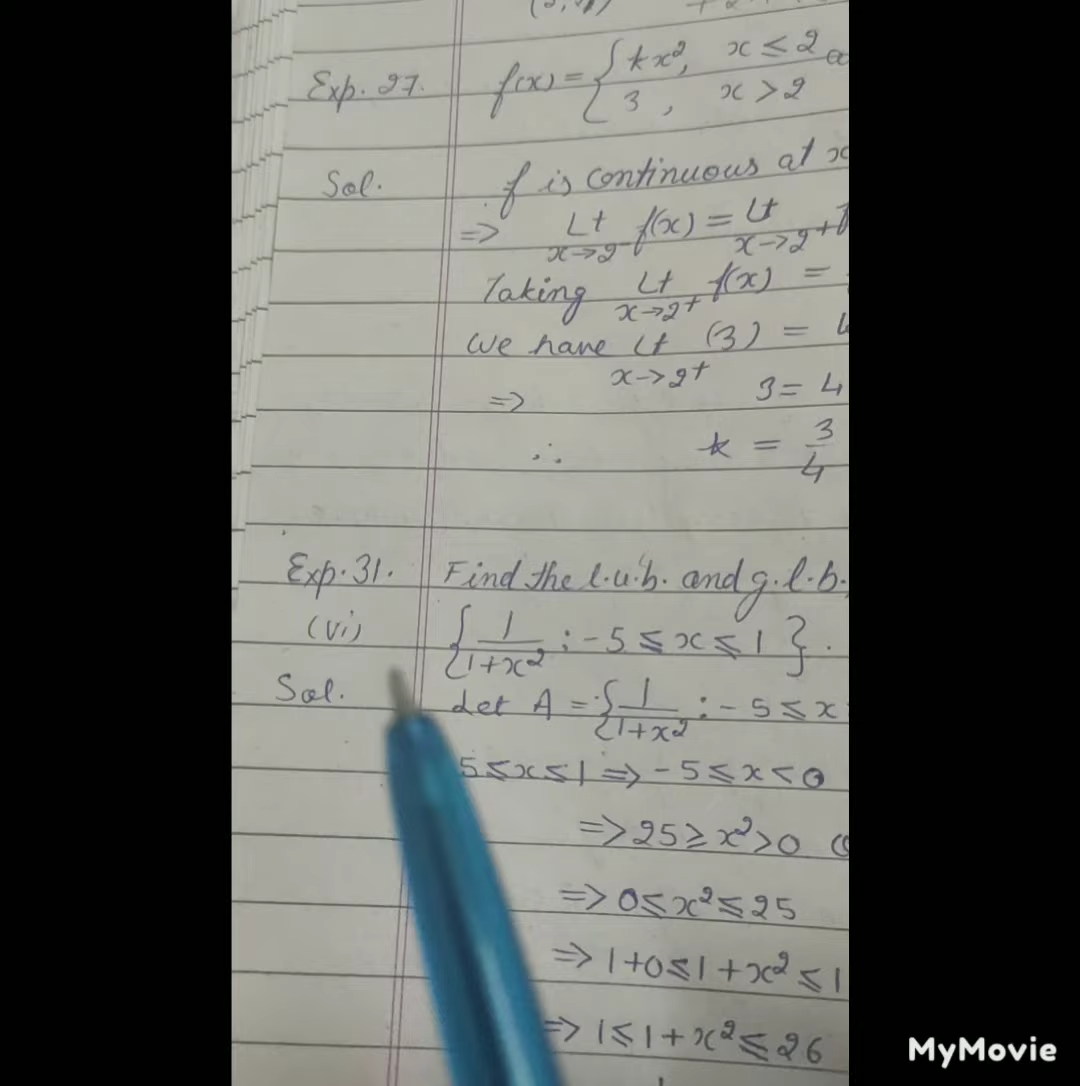 Exp. 27. f(x) = { kx², x ≤ 2
3, x > 2
Sol. f is continuous at x
=> Lt x→2⁻ f(x) = Lt x→2⁺
Taking Lt x→2⁺ f(x) =
We have Lt x→2⁺ (3) =
=> 3 = 4
∴ k = 3/4
Exp. 31. Find the l.u.b. and g.l.b.
(vi) { 1/1+x² : -5 ≤ x ≤ 1 }.
Sol. Let A = { 1/1+x² : -5 ≤ x
5 ≤ x ≤ 1 => -5 ≤ x < 0
=> 25 ≥ x² > 0
=> 0 ≤ x² ≤ 25
=> 1+0 ≤ 1+x² ≤ 1
=> 1 ≤ 1+x² ≤ 26
MyMovie